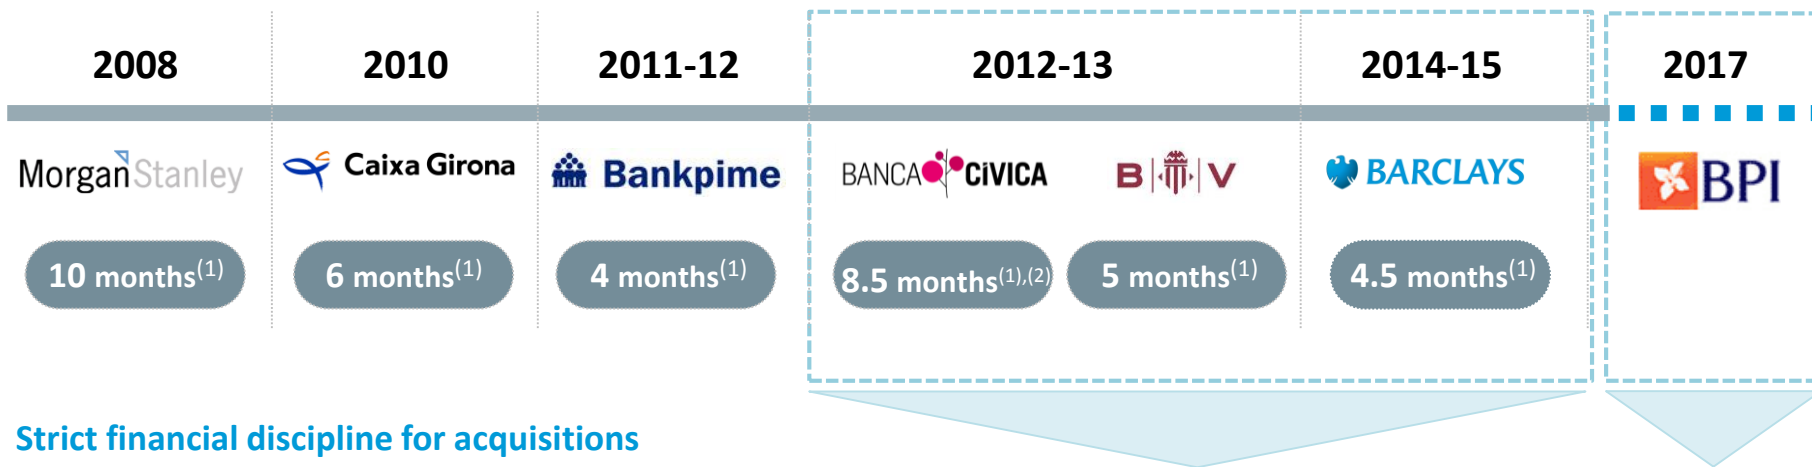 2008 2010 2011-12 2012-13 2014-15 2017
Morgan Stanley Caixa Girona Bankpime BANCA CÍVICA B V BARCLAYS BPI
10 months(1) 6 months(1) 4 months(1) 8.5 months(1),(2) 5 months(1) 4.5 months(1)
Strict financial discipline for acquisitions